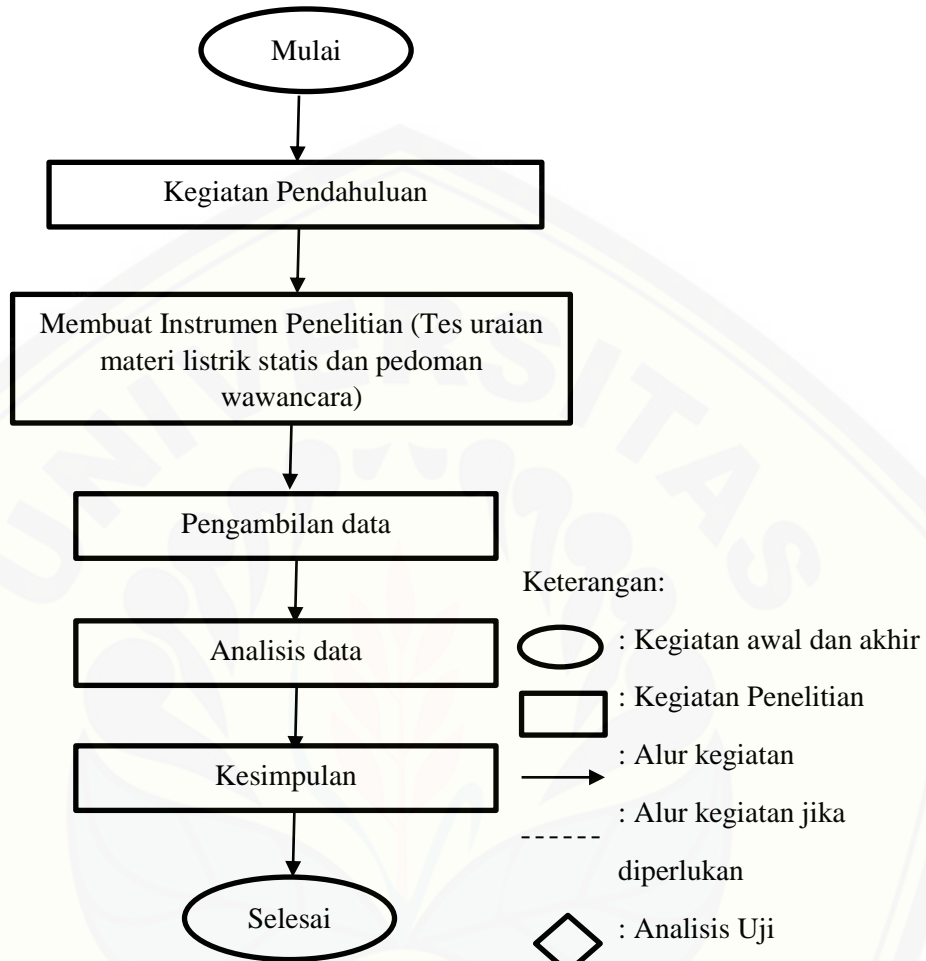 Mulai
Kegiatan Pendahuluan
Membuat Instrumen Penelitian (Tes uraian
materi listrik statis dan pedoman
wawancara)
Pengambilan data
Analisis data
Kesimpulan
Selesai
Keterangan:
: Kegiatan awal dan akhir
: Kegiatan Penelitian
: Alur kegiatan
: Alur kegiatan jika
diperlukan
: Analisis Uji
UNIVERSITAS